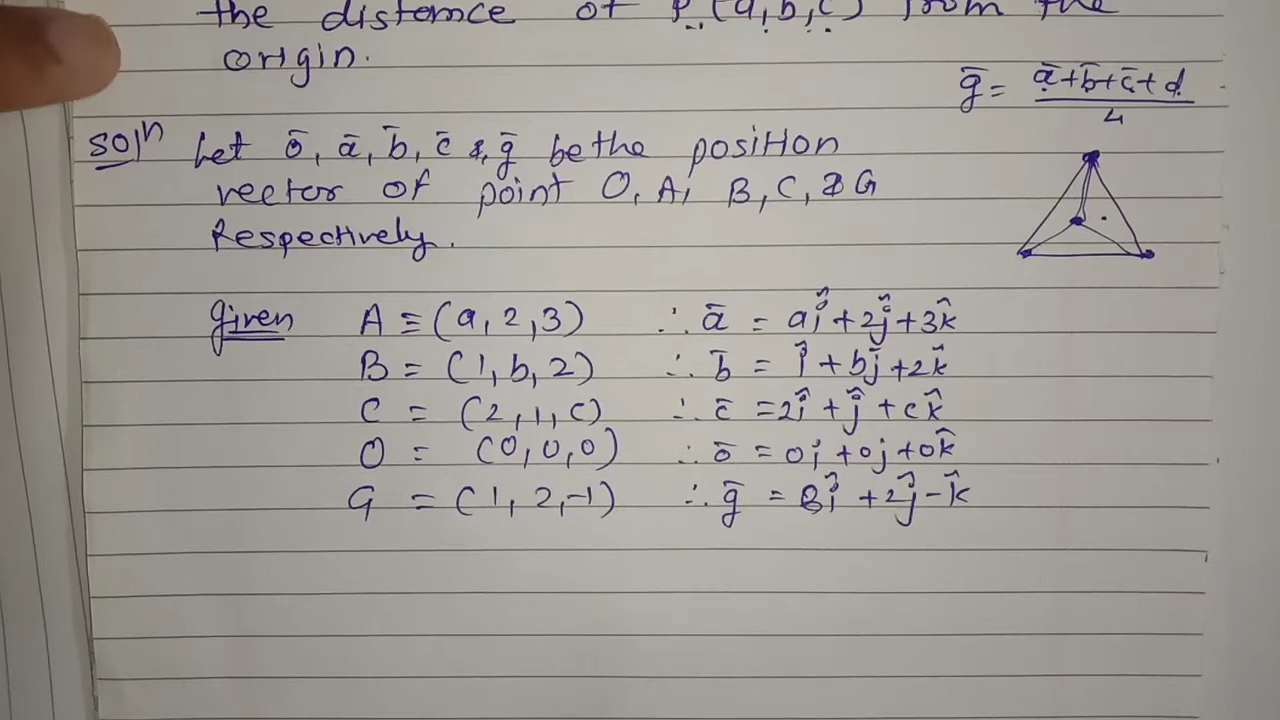 the distance of P (a, b, c) from the
origin.
ḡ = ā+b̄+c̄+d / 4
Soln Let ō, ā, b̄, c̄ & ḡ be the position
vector of point O, A, B, C, & G
Respectively.
given A ≡ (a, 2, 3) ∴ ā = aî + 2ĵ + 3k̂
B = (1, b, 2) ∴ b̄ = î + bĵ + 2k̂
C = (2, 1, c) ∴ c̄ = 2î + ĵ + ck̂
O = (0, 0, 0) ∴ ō = 0i + 0j + 0k̂
G = (1, 2, -1) ∴ ḡ = î + 2ĵ - k̂